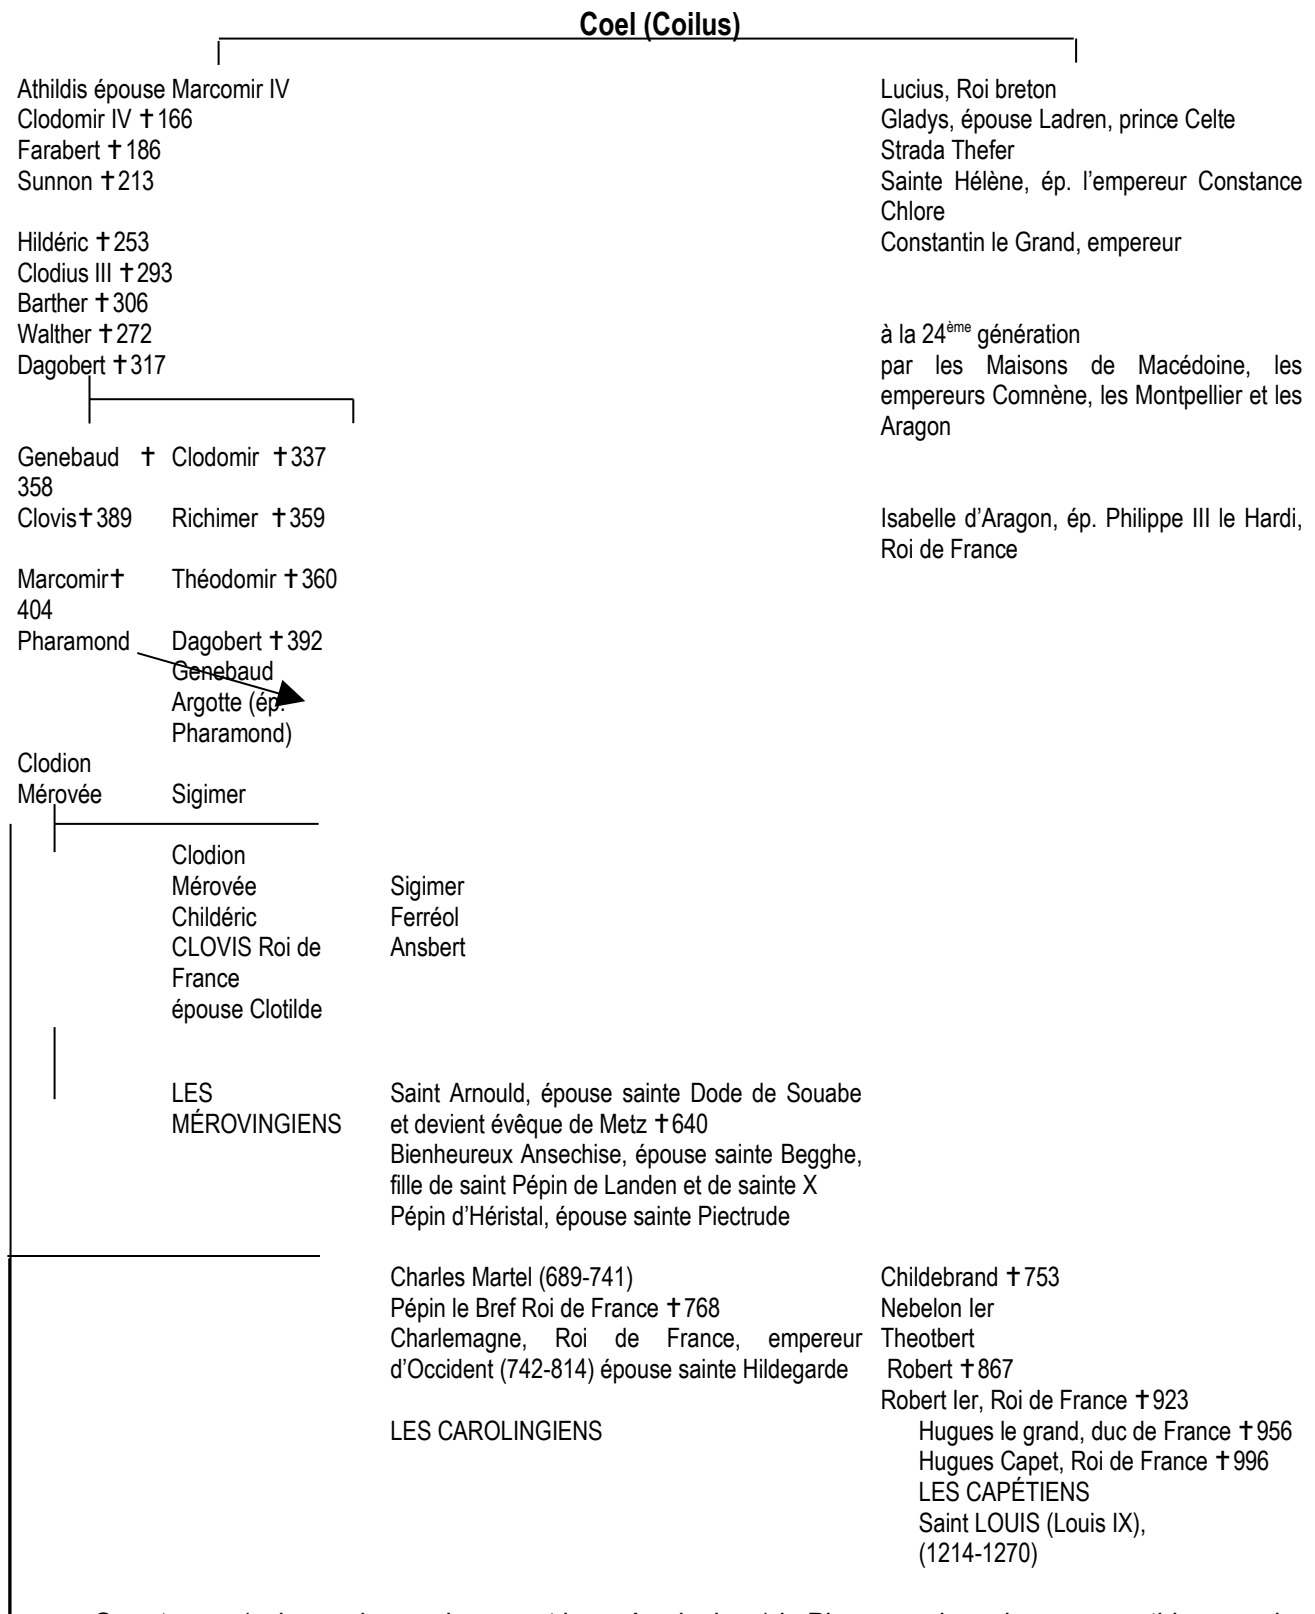 Coel (Coilus)
Athildis épouse Marcomir IV
Clodomir IV ✝166
Farabert ✝186
Sunnon ✝213
Hildéric ✝253
Clodius III ✝293
Barther ✝306
Walther ✝272
Dagobert ✝317
Lucius, Roi breton
Gladys, épouse Ladren, prince Celte
Strada Thefer
Sainte Hélène, ép. l’empereur Constance
Chlore
Constantin le Grand, empereur
à la 24ème génération
par les Maisons de Macédoine, les
empereurs Comnène, les Montpellier et les
Aragon
Isabelle d’Aragon, ép. Philippe III le Hardi,
Roi de France
Genebaud ✝
358
Clovis✝389
Marcomir✝
404
Pharamond
Clodomir ✝337
Richimer ✝359
Théodomir ✝360
Dagobert ✝392
Genebaud
Argotte (ép.
Pharamond)
Clodion
Mérovée
Sigimer
Clodion
Mérovée
Childéric
CLOVIS Roi de
France
épouse Clotilde
Sigimer
Ferréol
Ansbert
LES
MÉROVINGIENS
Saint Arnould, épouse sainte Dode de Souabe
et devient évêque de Metz ✝640
Bienheureux Ansechise, épouse sainte Begghe,
fille de saint Pépin de Landen et de sainte X
Pépin d’Héristal, épouse sainte Piectrude
Charles Martel (689-741)
Pépin le Bref Roi de France ✝768
Charlemagne, Roi de France, empereur
d’Occident (742-814) épouse sainte Hildegarde
LES CAROLINGIENS
Childebrand ✝753
Nebelon Ier
Theotbert
Robert ✝867
Robert Ier, Roi de France ✝923
Hugues le grand, duc de France ✝956
Hugues Capet, Roi de France ✝996
LES CAPÉTIENS
Saint LOUIS (Louis IX),
(1214-1270)